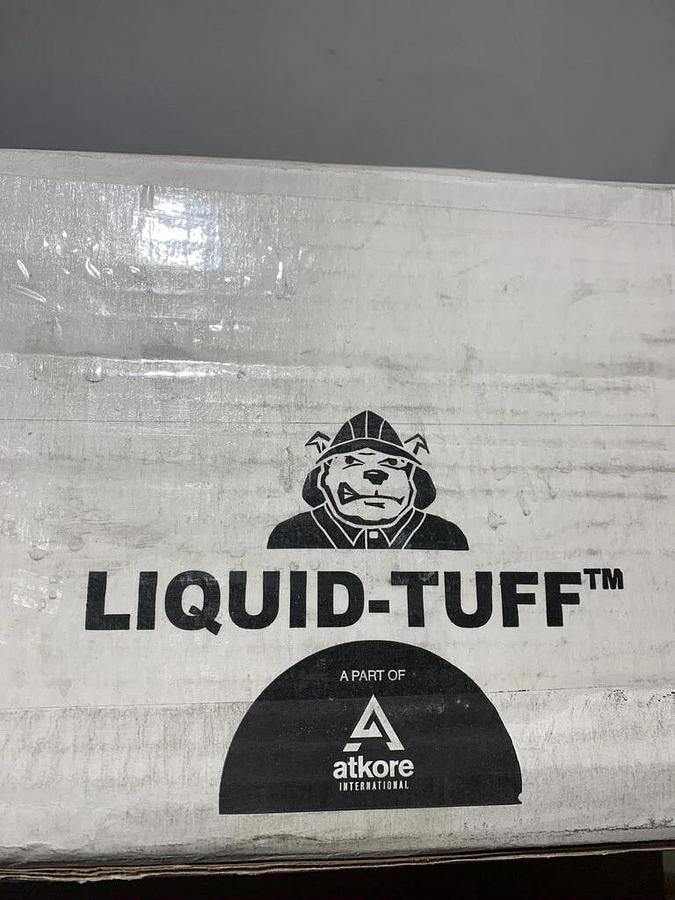 LIQUID-TUFF™
A PART OF
atkore
INTERNATIONAL